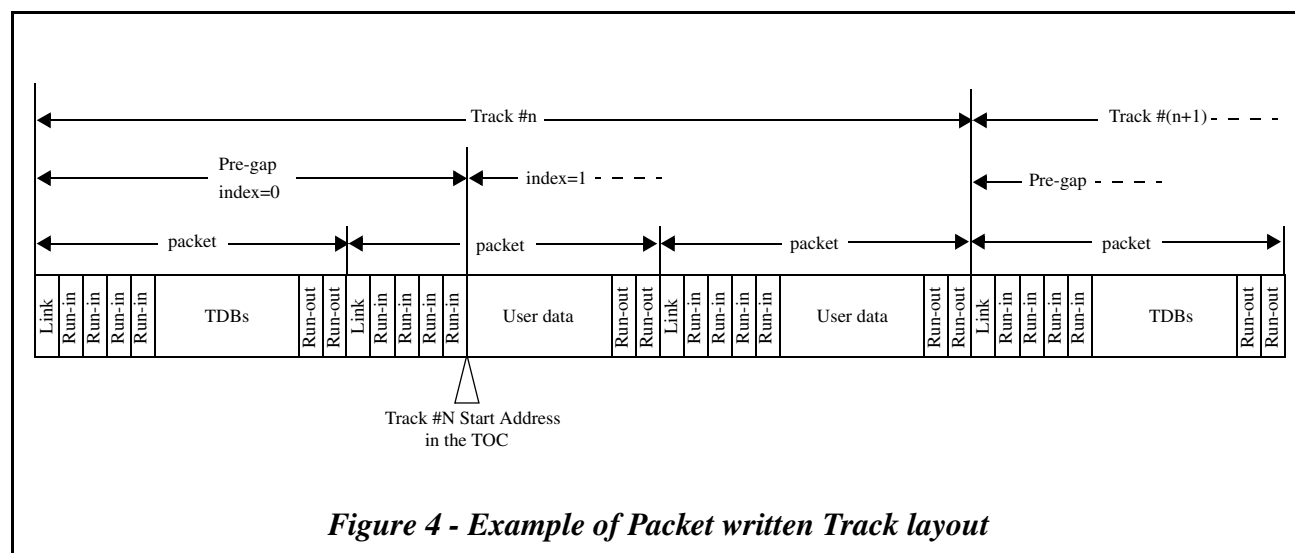 Track #n
Track #(n+1)
Pre-gap
index=0
index=1
Pre-gap
packet
packet
packet
packet
Link
Run-in
Run-in
Run-in
Run-in
TDBs
Run-out
Run-out
Link
Run-in
Run-in
Run-in
Run-in
User data
Run-out
Run-out
Link
Run-in
Run-in
Run-in
Run-in
User data
Run-out
Run-out
Link
Run-in
Run-in
Run-in
Run-in
TDBs
Run-out
Run-out
Track #N Start Address
in the TOC
Figure 4 - Example of Packet written Track layout